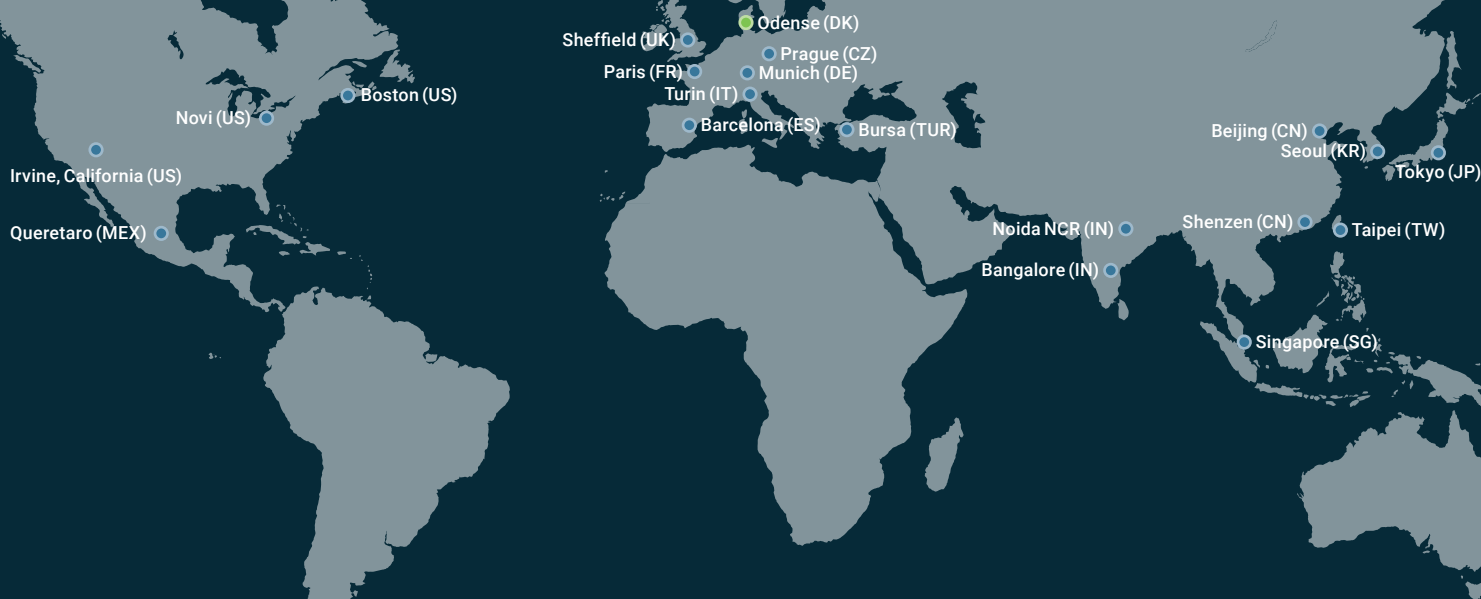 Odense (DK)
Sheffield (UK)
Prague (CZ)
Paris (FR)
Munich (DE)
Turin (IT)
Boston (US)
Novi (US)
Barcelona (ES)
Bursa (TUR)
Beijing (CN)
Seoul (KR)
Tokyo (JP)
Irvine, California (US)
Queretaro (MEX)
Noida NCR (IN)
Shenzen (CN)
Taipei (TW)
Bangalore (IN)
Singapore (SG)